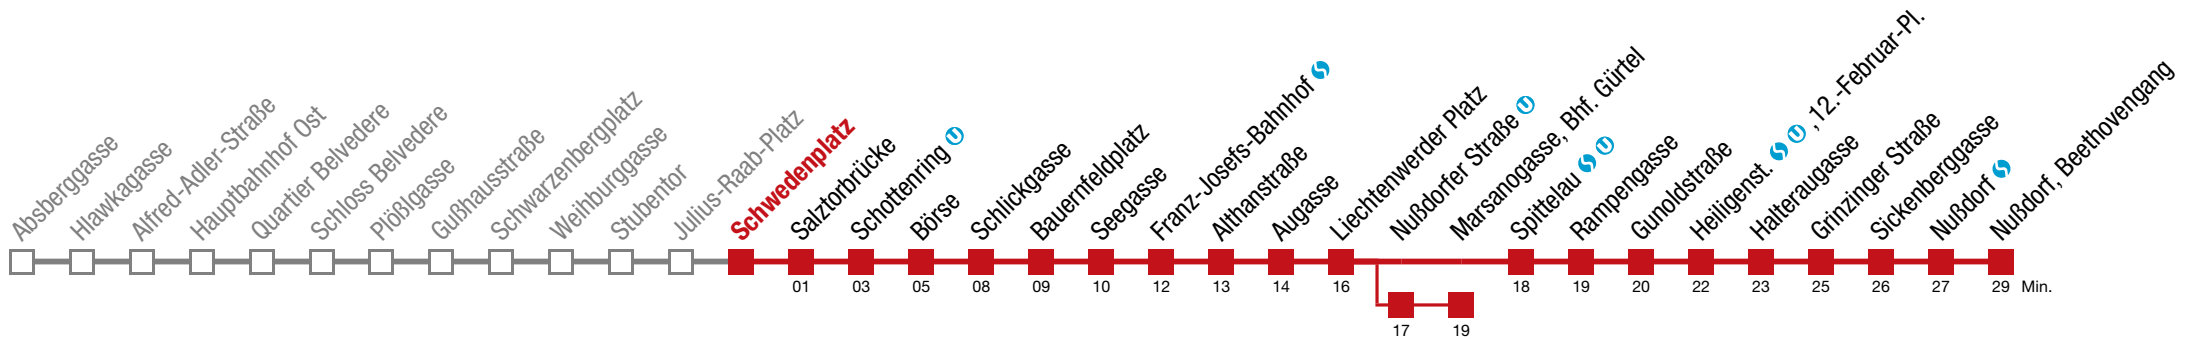 Absberggasse
Hlawkagasse
Alfred-Adler-Straße
Hauptbahnhof Ost
Quartier Belvedere
Schloss Belvedere
Plößlgasse
Gußhausstraße
Schwarzenbergplatz
Weihburggasse
Stubentor
Julius-Raab-Platz
Schwedenplatz
Salztorbrücke
Schottenring U
Börse
Schlickgasse
Bauernfeldplatz
Seegasse
Franz-Josefs-Bahnhof S
Althanstraße
Augasse
Liechtenwerder Platz
Nußdorfer Straße U
Marsanogasse, Bhf. Gürtel
Spittelau S U
Rampengasse
Gunoldstraße
Heiligenst. S U , 12.-Februar-Pl.
Halteraugasse
Grinzinger Straße
Sickenberggasse
Nußdorf S
Nußdorf, Beethovengang
01 03 05 08 09 10 12 13 14 16 18 19 20 22 23 25 26 27 29 Min.
17 19